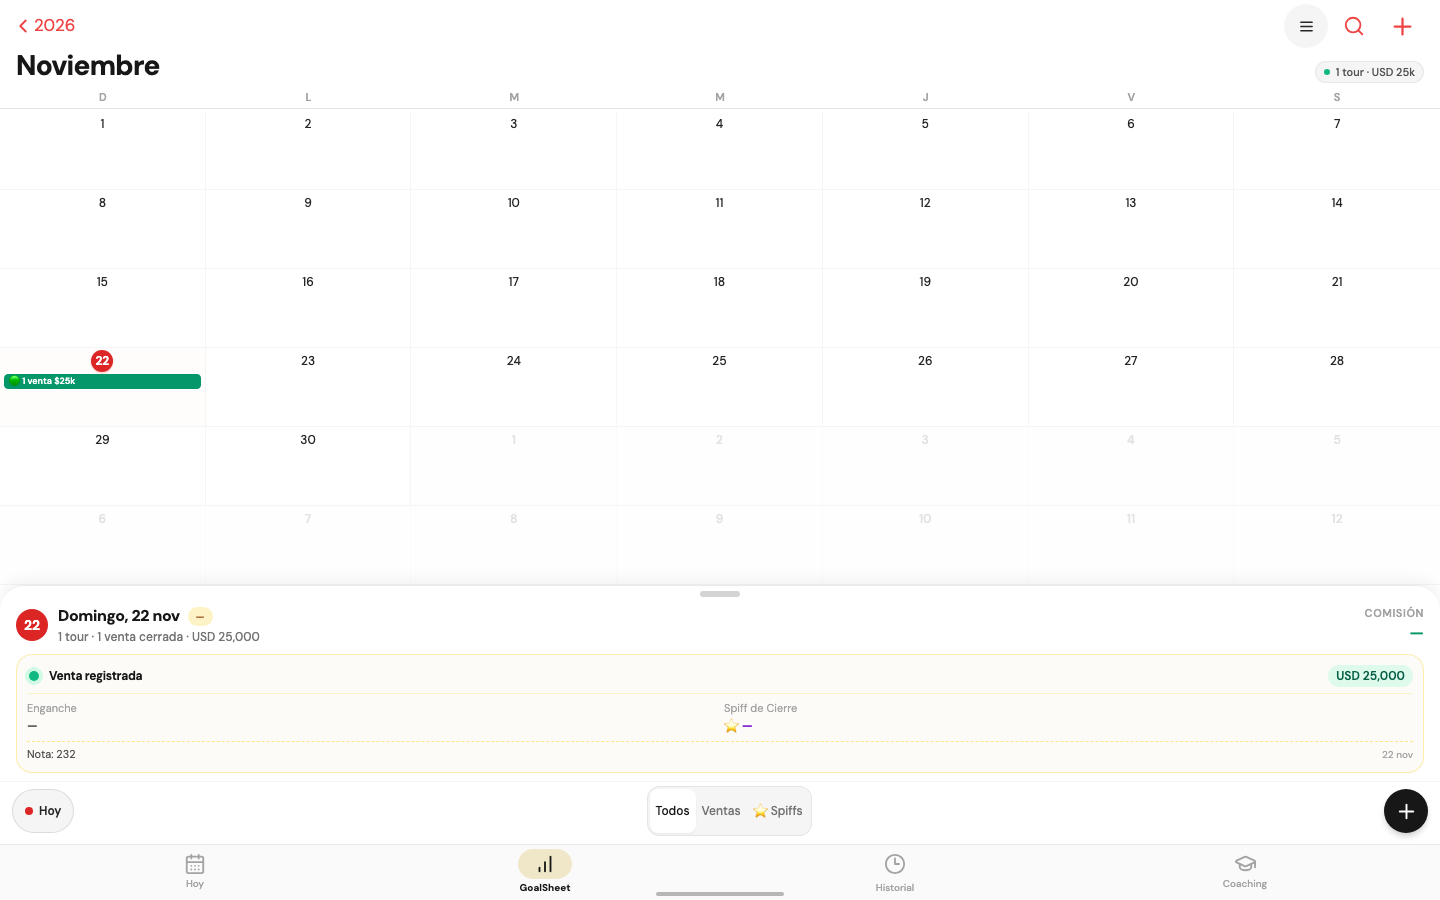 2026
Noviembre
1 tour · USD 25k
D L M M J V S
1 2 3 4 5 6 7
8 9 10 11 12 13 14
15 16 17 18 19 20 21
22 23 24 25 26 27 28
1 venta $25k
29 30 1 2 3 4 5
6 7 8 9 10 11 12
22
Domingo, 22 nov –
1 tour · 1 venta cerrada · USD 25,000
COMISIÓN
–
Venta registrada
USD 25,000
Enganche
–
Spiff de Cierre
⭐ –
Nota: 232
22 nov
Hoy
Todos Ventas ⭐ Spiffs
Hoy
GoalSheet
Historial
Coaching